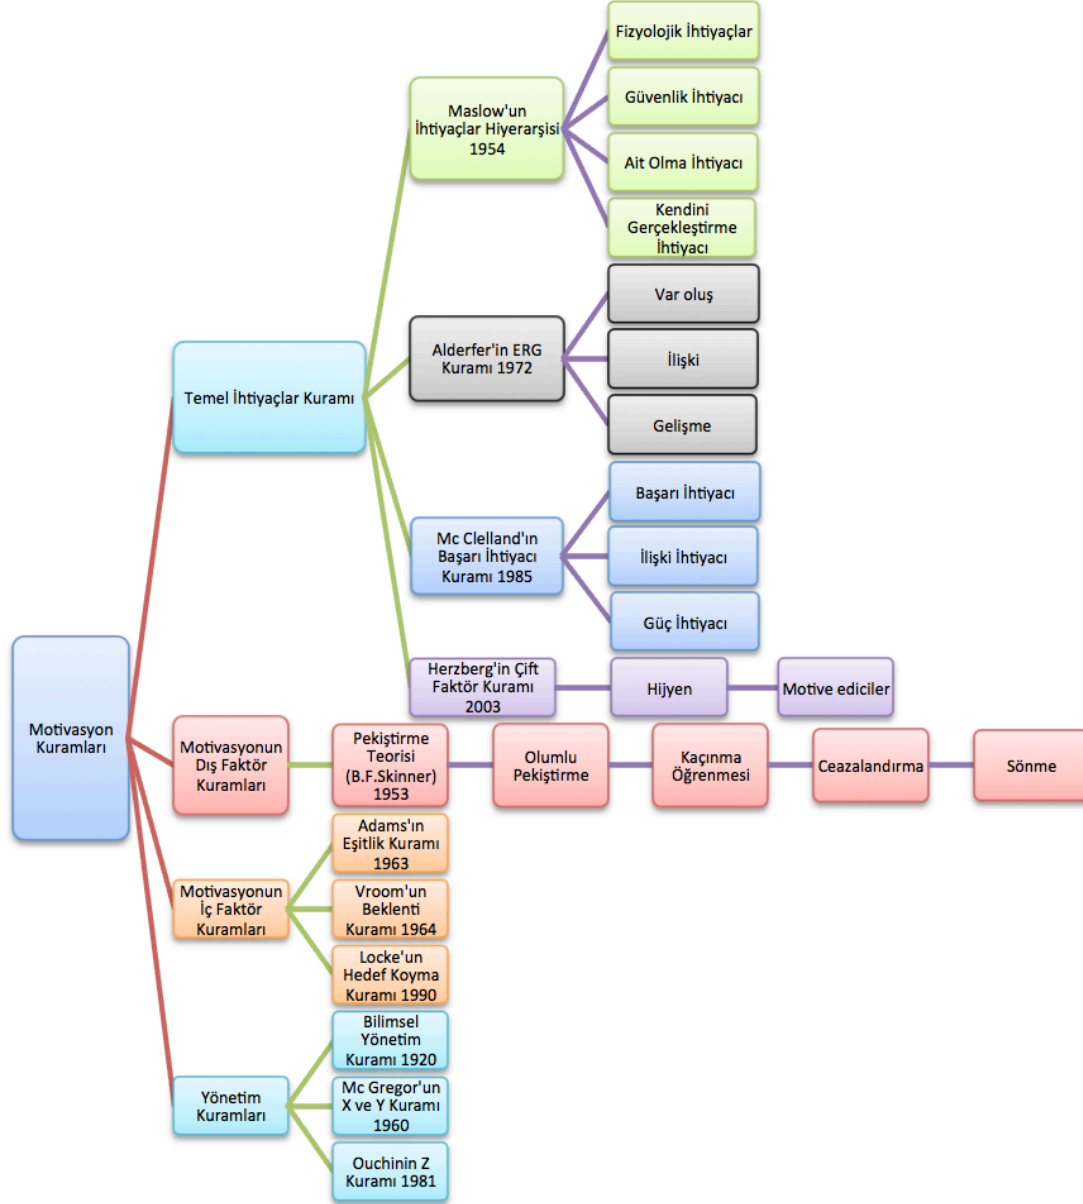 Motivasyon
Kuramları
Temel İhtiyaçlar Kuramı
Maslow'un
İhtiyaçlar Hiyerarşisi
1954
Fizyolojik İhtiyaçlar
Güvenlik İhtiyacı
Ait Olma İhtiyacı
Kendini
Gerçekleştirme
İhtiyacı
Alderfer'in ERG
Kuramı 1972
Var oluş
İlişki
Gelişme
Mc Clelland'ın
Başarı İhtiyacı
Kuramı 1985
Başarı İhtiyacı
İlişki İhtiyacı
Güç İhtiyacı
Herzberg'in Çift
Faktör Kuramı
2003
Hijyen
Motive ediciler
Motivasyonun
Dış Faktör
Kuramları
Pekiştirme
Teorisi
(B.F.Skinner)
1953
Olumlu
Pekiştirme
Kaçınma
Öğrenmesi
Ceazalandırma
Sönme
Motivasyonun
İç Faktör
Kuramları
Adams'ın
Eşitlik Kuramı
1963
Vroom'un
Beklenti
Kuramı 1964
Locke'un
Hedef Koyma
Kuramı 1990
Yönetim
Kuramları
Bilimsel
Yönetim
Kuramı 1920
Mc Gregor'un
X ve Y Kuramı
1960
Ouchinin Z
Kuramı 1981